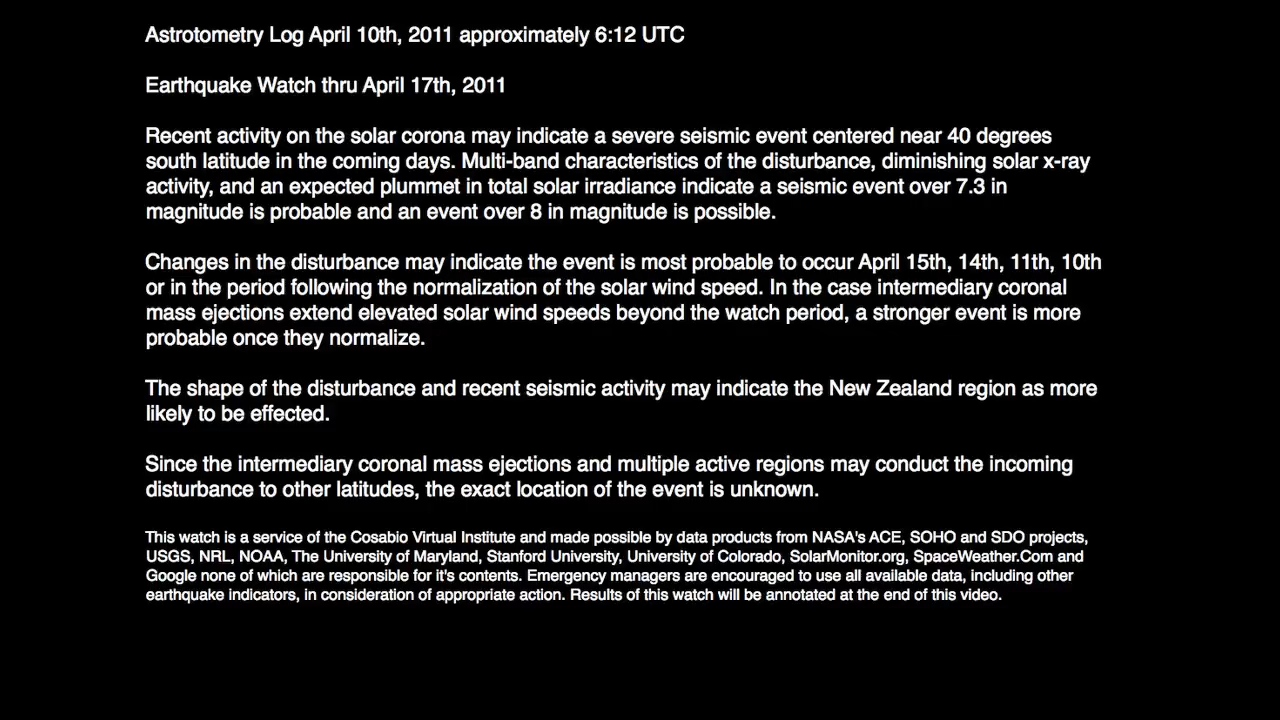 Astrotometry Log April 10th, 2011 approximately 6:12 UTC
Earthquake Watch thru April 17th, 2011
Recent activity on the solar corona may indicate a severe seismic event centered near 40 degrees
south latitude in the coming days. Multi-band characteristics of the disturbance, diminishing solar x-ray
activity, and an expected plummet in total solar irradiance indicate a seismic event over 7.3 in
magnitude is probable and an event over 8 in magnitude is possible.
Changes in the disturbance may indicate the event is most probable to occur April 15th, 14th, 11th, 10th
or in the period following the normalization of the solar wind speed. In the case intermediary coronal
mass ejections extend elevated solar wind speeds beyond the watch period, a stronger event is more
probable once they normalize.
The shape of the disturbance and recent seismic activity may indicate the New Zealand region as more
likely to be effected.
Since the intermediary coronal mass ejections and multiple active regions may conduct the incoming
disturbance to other latitudes, the exact location of the event is unknown.
This watch is a service of the Cosabio Virtual Institute and made possible by data products from NASA's ACE, SOHO and SDO projects,
USGS, NRL, NOAA, The University of Maryland, Stanford University, University of Colorado, SolarMonitor.org, SpaceWeather.Com and
Google none of which are responsible for it's contents. Emergency managers are encouraged to use all available data, including other
earthquake indicators, in consideration of appropriate action. Results of this watch will be annotated at the end of this video.